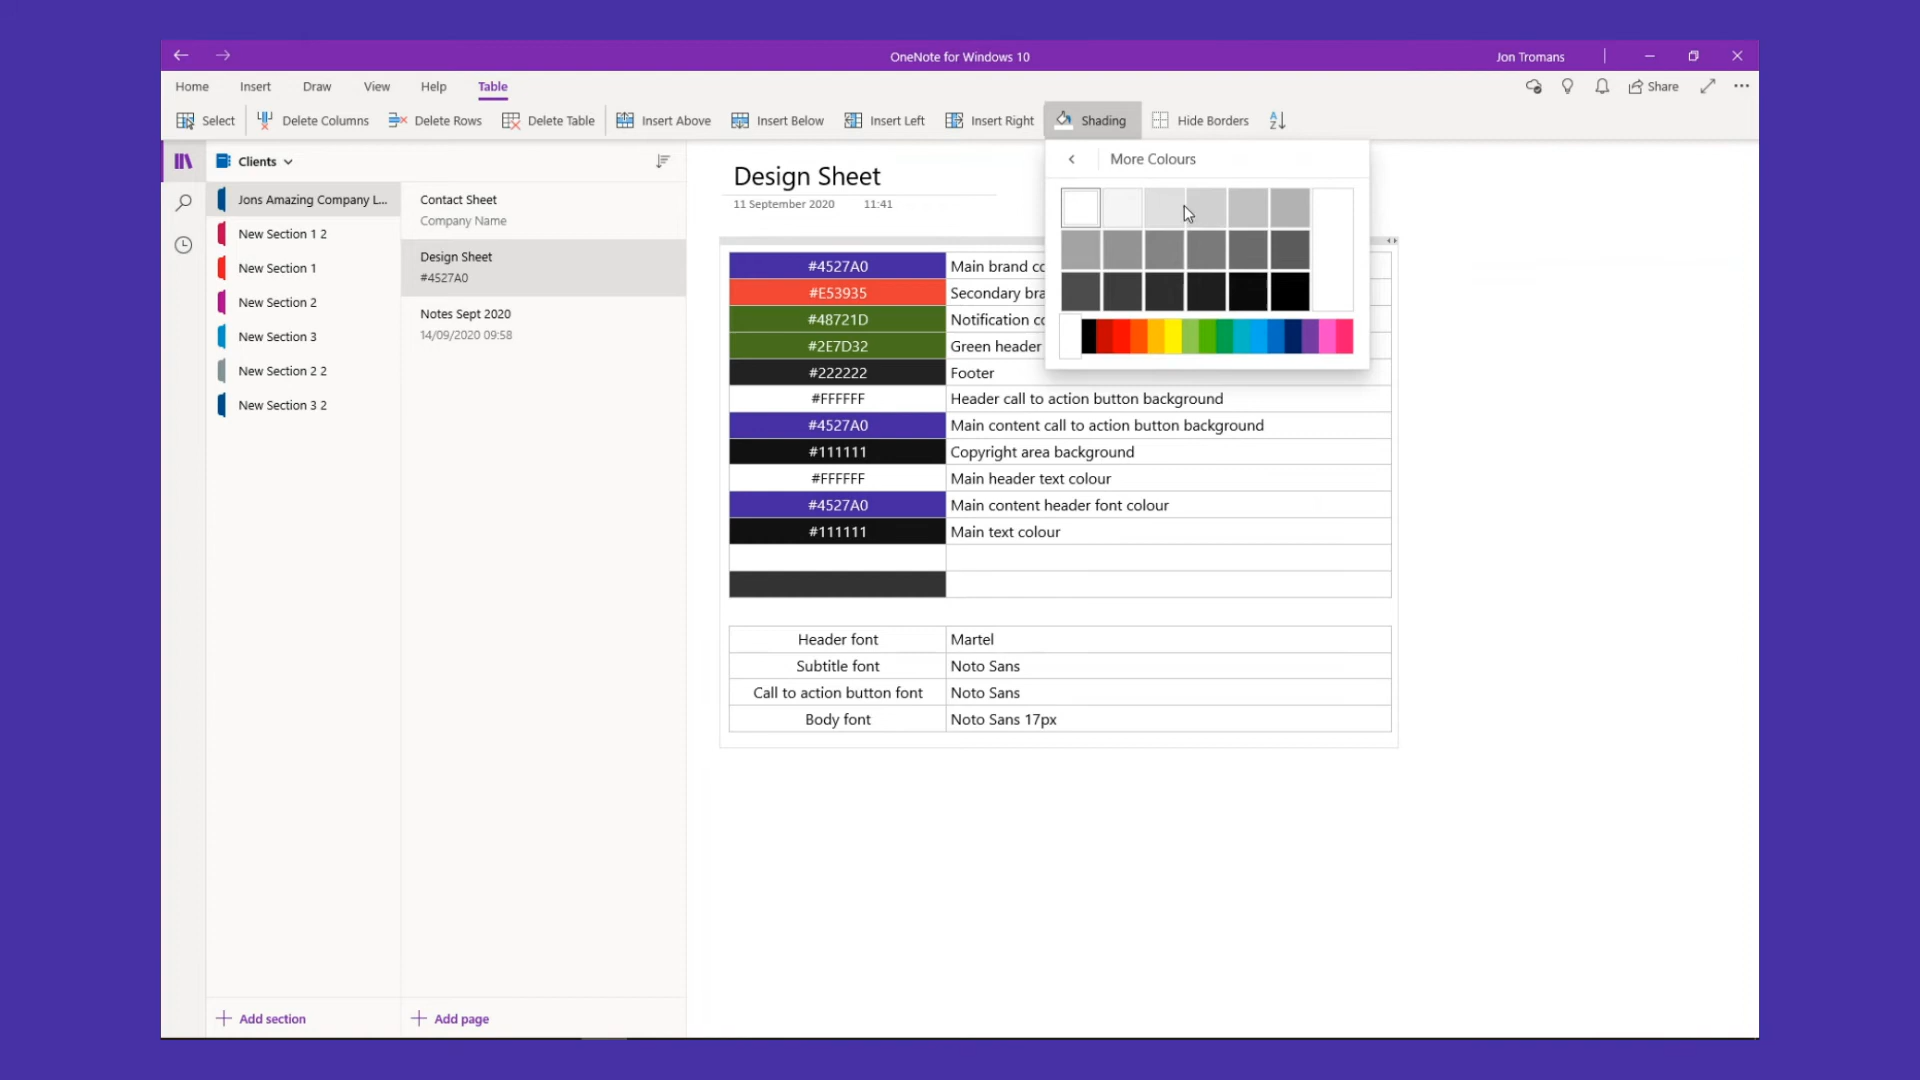 OneNote for Windows 10
Jon Tromans
Home Insert Draw View Help Table
Share
Select Delete Columns Delete Rows Delete Table Insert Above Insert Below Insert Left Insert Right Shading Hide Borders
Clients
More Colours
Jons Amazing Company L...
New Section 1 2
New Section 1
New Section 2
New Section 3
New Section 2 2
New Section 3 2
Contact Sheet
Company Name
Design Sheet
#4527A0
Notes Sept 2020
14/09/2020 09:58
Design Sheet
11 September 2020 11:41
#4527A0 Main brand co
#E53935 Secondary bra
#48721D Notification co
#2E7D32 Green header
#222222 Footer
#FFFFFF Header call to action button background
#4527A0 Main content call to action button background
#111111 Copyright area background
#FFFFFF Main header text colour
#4527A0 Main content header font colour
#111111 Main text colour
Header font Martel
Subtitle font Noto Sans
Call to action button font Noto Sans
Body font Noto Sans 17px
Add section
Add page